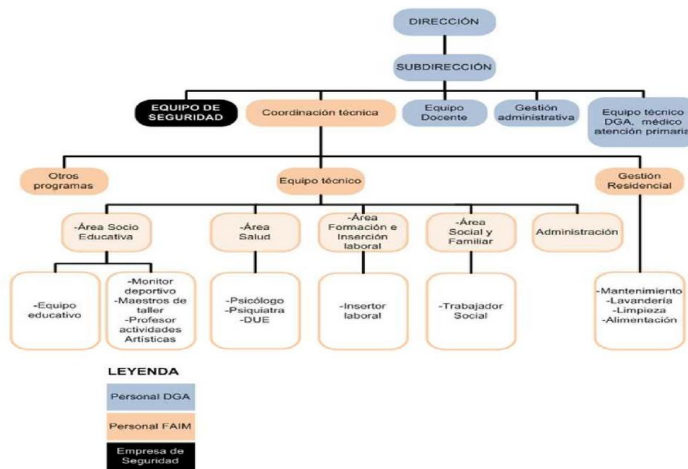 DIRECCIÓN
SUBDIRECCIÓN
EQUIPO DE
SEGURIDAD
Coordinación técnica
Equipo
Docente
Gestión
administrativa
Equipo técnico
DGA, médico
atención primaria
Otros
programas
Equipo técnico
Gestión
Residencial
-Área Socio
Educativa
-Área
Salud
-Área
Formación e
Inserción
laboral
-Área
Social y
Familiar
Administración
-Equipo
educativo
-Monitor
deportivo
-Maestros de
taller
-Profesor
actividades
Artísticas
-Psicólogo
-Psiquiatra
-DUE
-Insertor
laboral
-Trabajador
Social
-Mantenimiento
-Lavandería
-Limpieza
-Alimentación
LEYENDA
Personal DGA
Personal FAIM
Empresa de
Seguridad